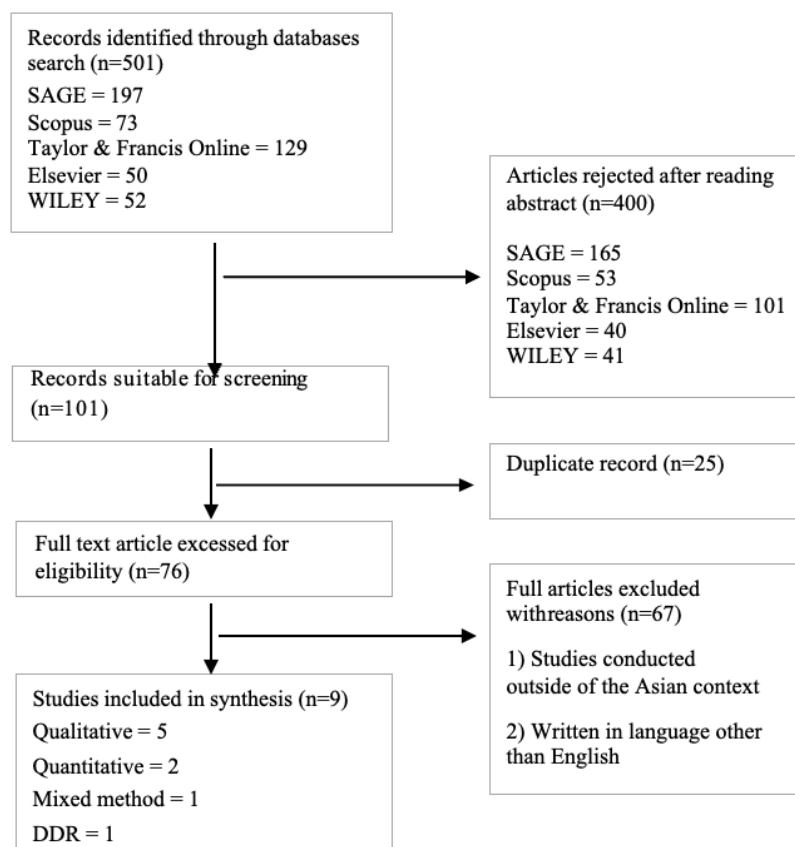 Records identified through databases
search (n=501)
SAGE = 197
Scopus = 73
Taylor & Francis Online = 129
Elsevier = 50
WILEY = 52
Articles rejected after reading
abstract (n=400)
SAGE = 165
Scopus = 53
Taylor & Francis Online = 101
Elsevier = 40
WILEY = 41
Records suitable for screening
(n=101)
Duplicate record (n=25)
Full text article excessed for
eligibility (n=76)
Full articles excluded
withreasons (n=67)
1) Studies conducted
outside of the Asian context
2) Written in language other
than English
Studies included in synthesis (n=9)
Qualitative = 5
Quantitative = 2
Mixed method = 1
DDR = 1